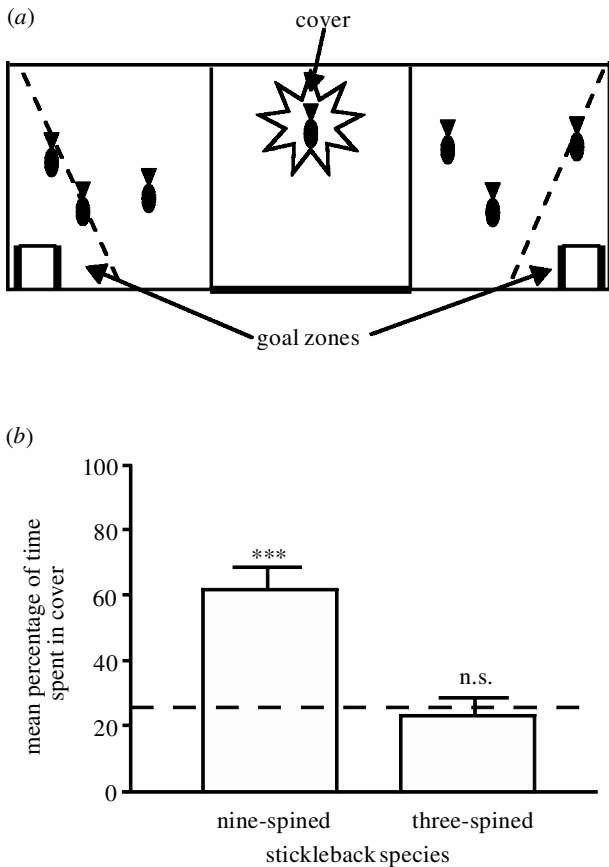 (a)
cover
goal zones
(b)
mean percentage of time
spent in cover
100
80
60
40
20
0
***
n.s.
nine-spined three-spined
stickleback species